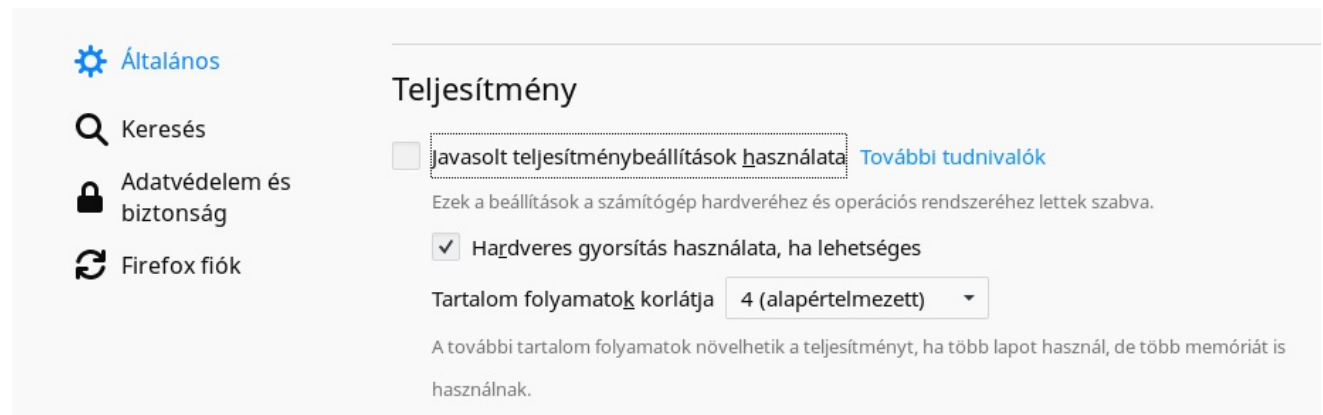 Általános
Keresés
Adatvédelem és
biztonság
Firefox fiók
Teljesítmény
Javasolt teljesítménybeállítások használata További tudnivalók
Ezek a beállítások a számítógép hardveréhez és operációs rendszeréhez lettek szabva.
Hardveres gyorsítás használata, ha lehetséges
Tartalom folyamatok korlátja 4 (alapértelmezett)
A további tartalom folyamatok növelhetik a teljesítményt, ha több lapot használ, de több memóriát is
használnak.